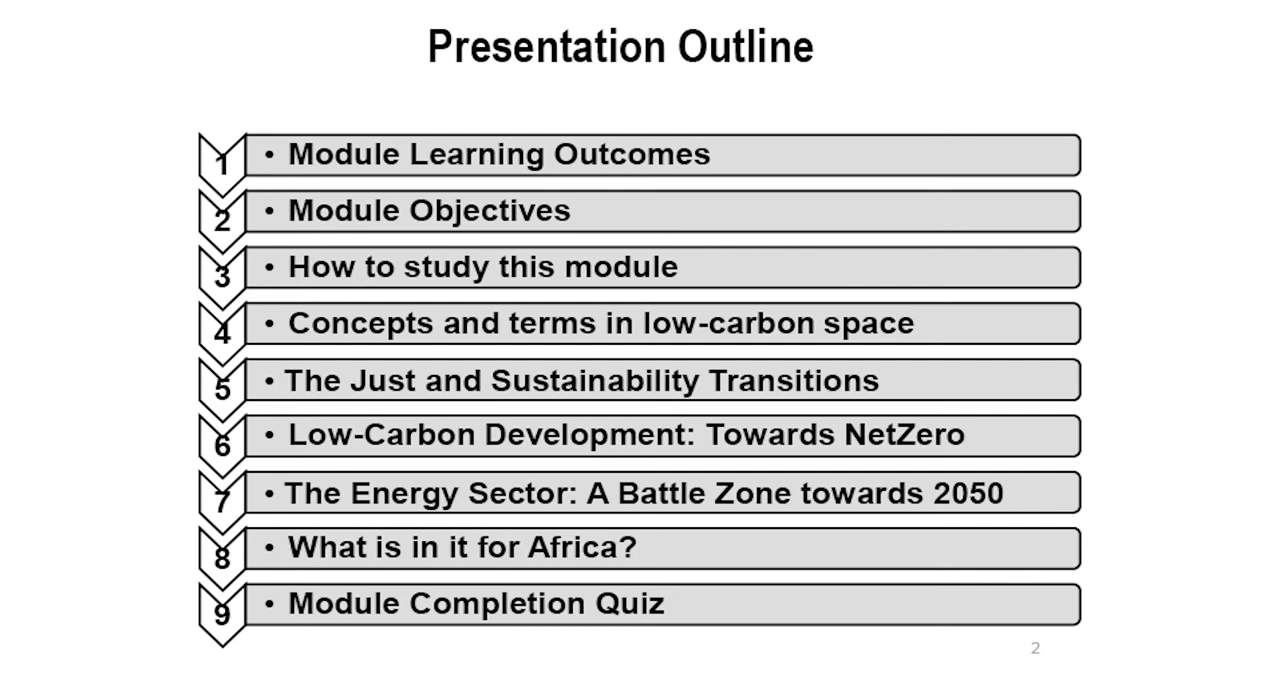 Presentation Outline
1 • Module Learning Outcomes
2 • Module Objectives
3 • How to study this module
4 • Concepts and terms in low-carbon space
5 • The Just and Sustainability Transitions
6 • Low-Carbon Development: Towards NetZero
7 • The Energy Sector: A Battle Zone towards 2050
8 • What is in it for Africa?
9 • Module Completion Quiz
2